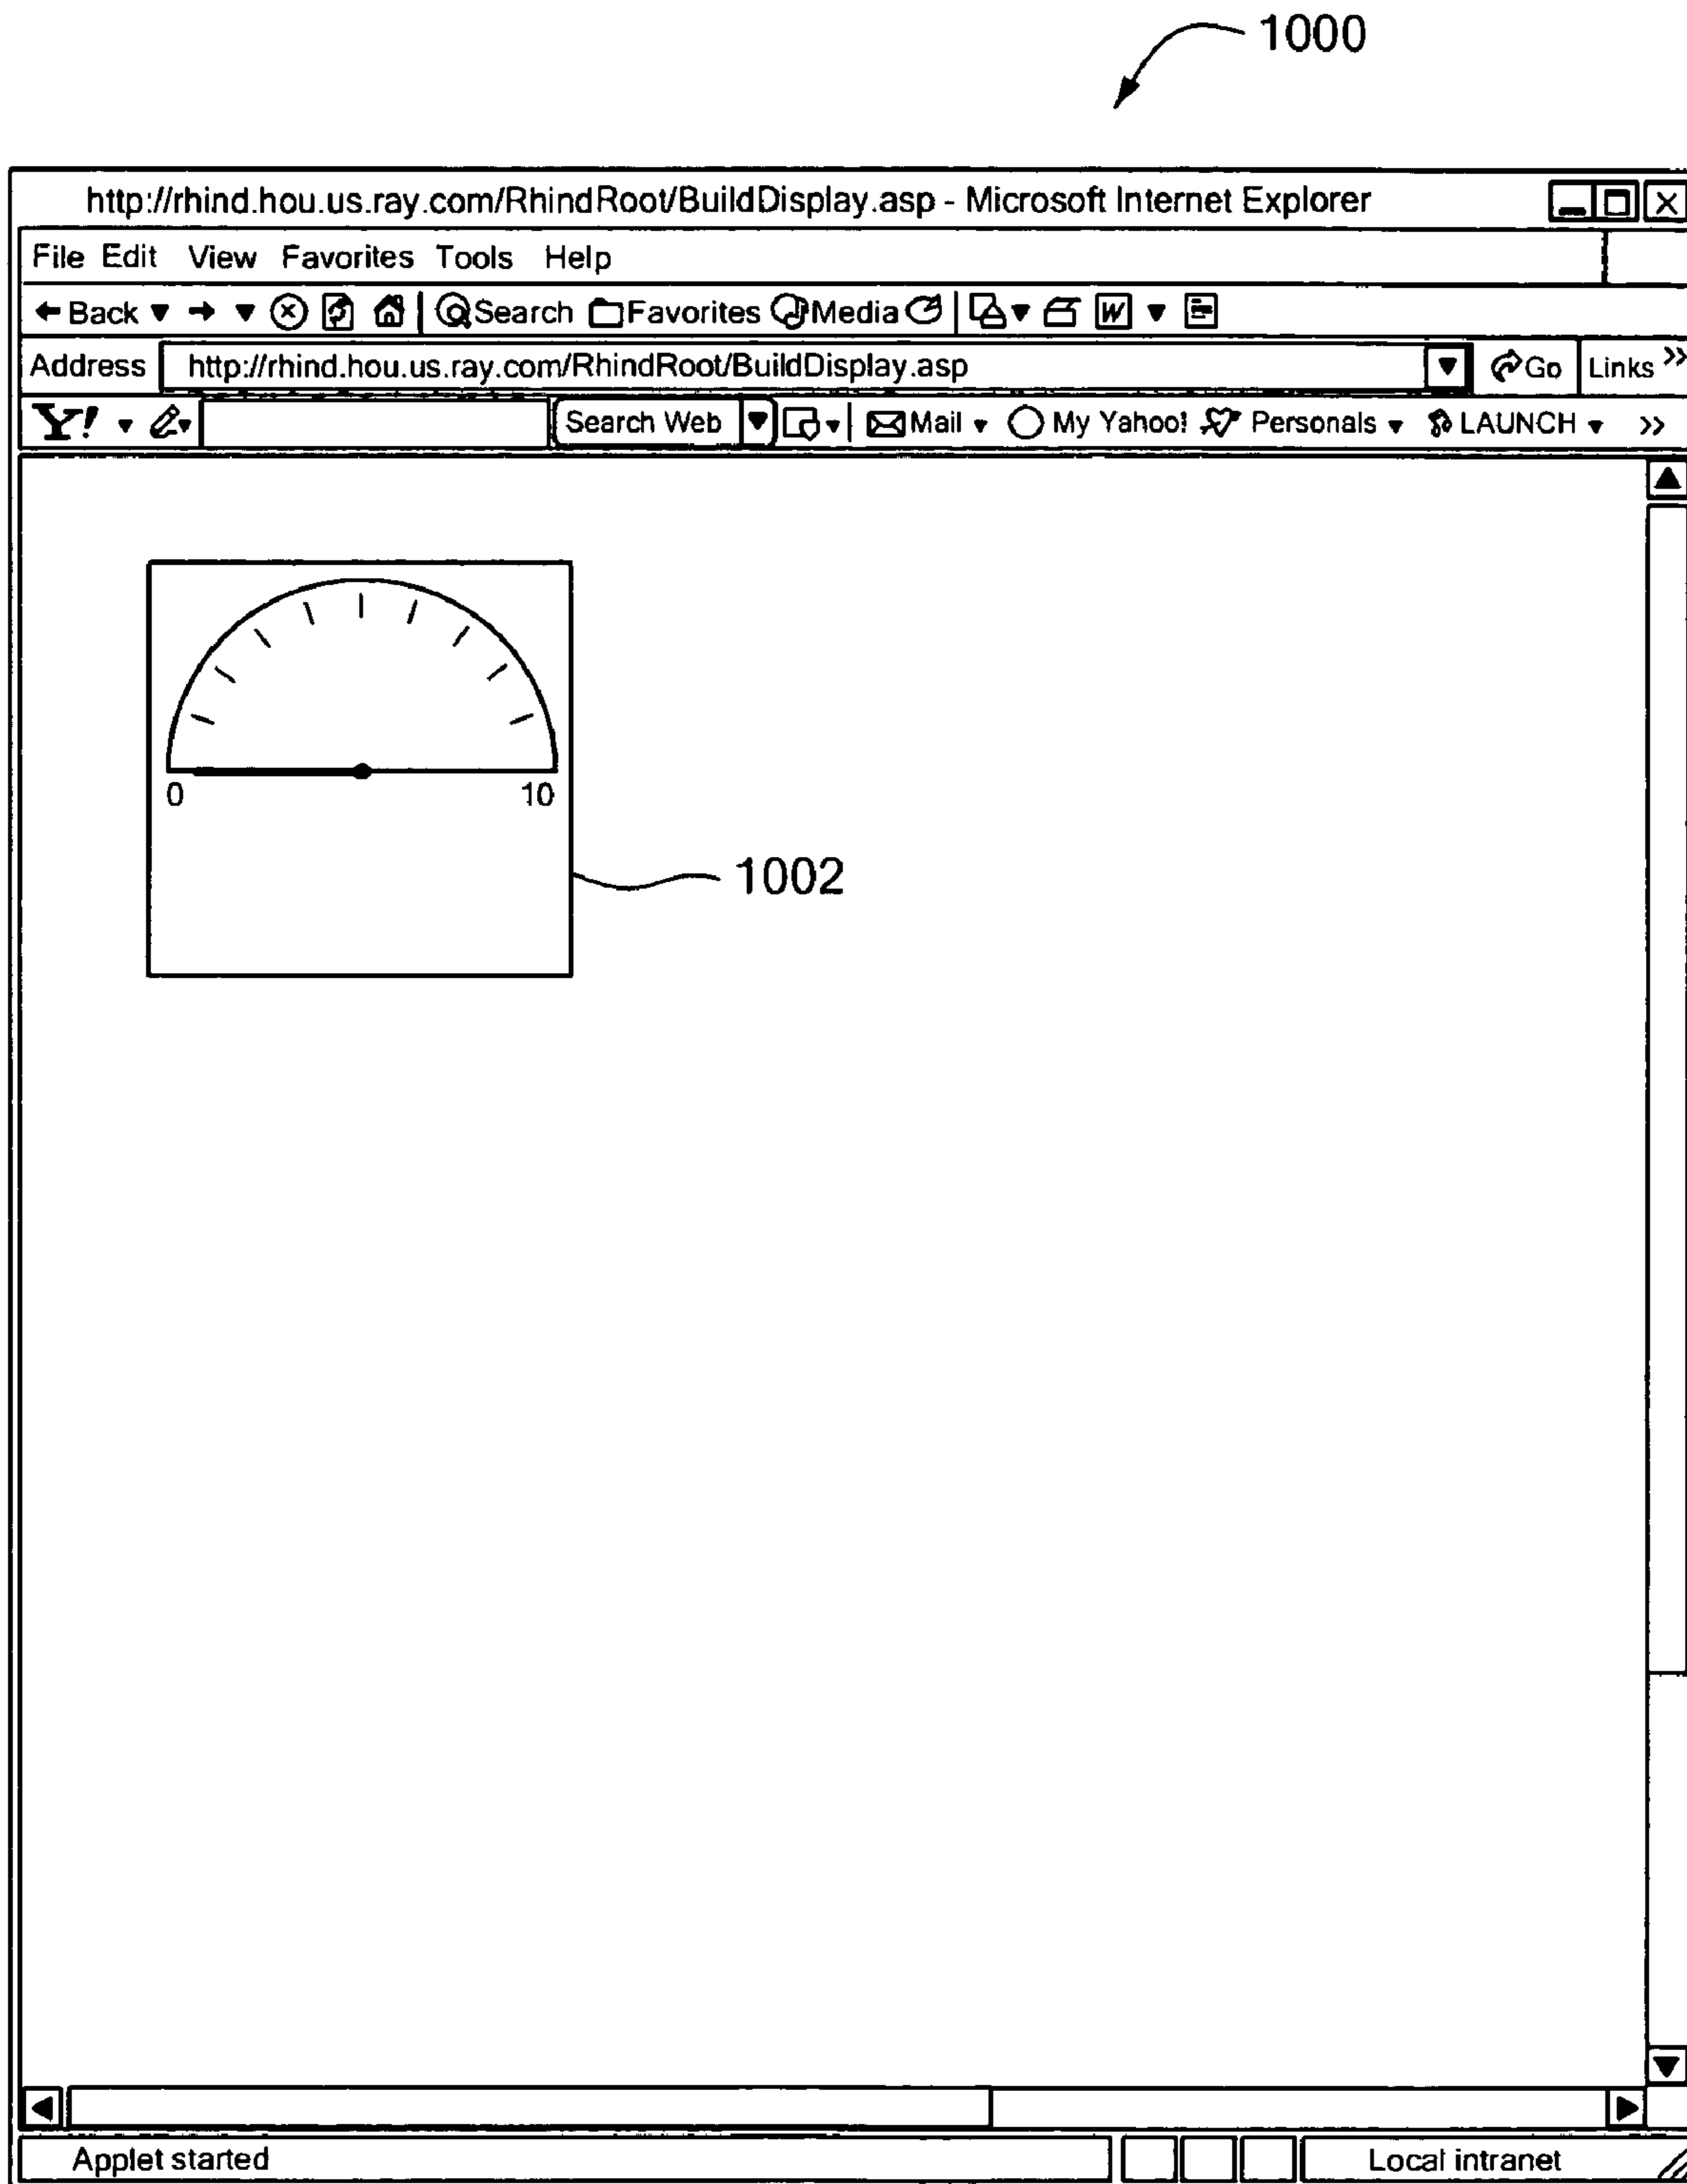 1000
http://rhind.hou.us.ray.com/RhindRoot/BuildDisplay.asp - Microsoft Internet Explorer
File Edit View Favorites Tools Help
Back Search Favorites Media W
Address http://rhind.hou.us.ray.com/RhindRoot/BuildDisplay.asp Go Links »
Y! Search Web Mail My Yahoo! Personals LAUNCH »
0 10
1002
Applet started Local intranet